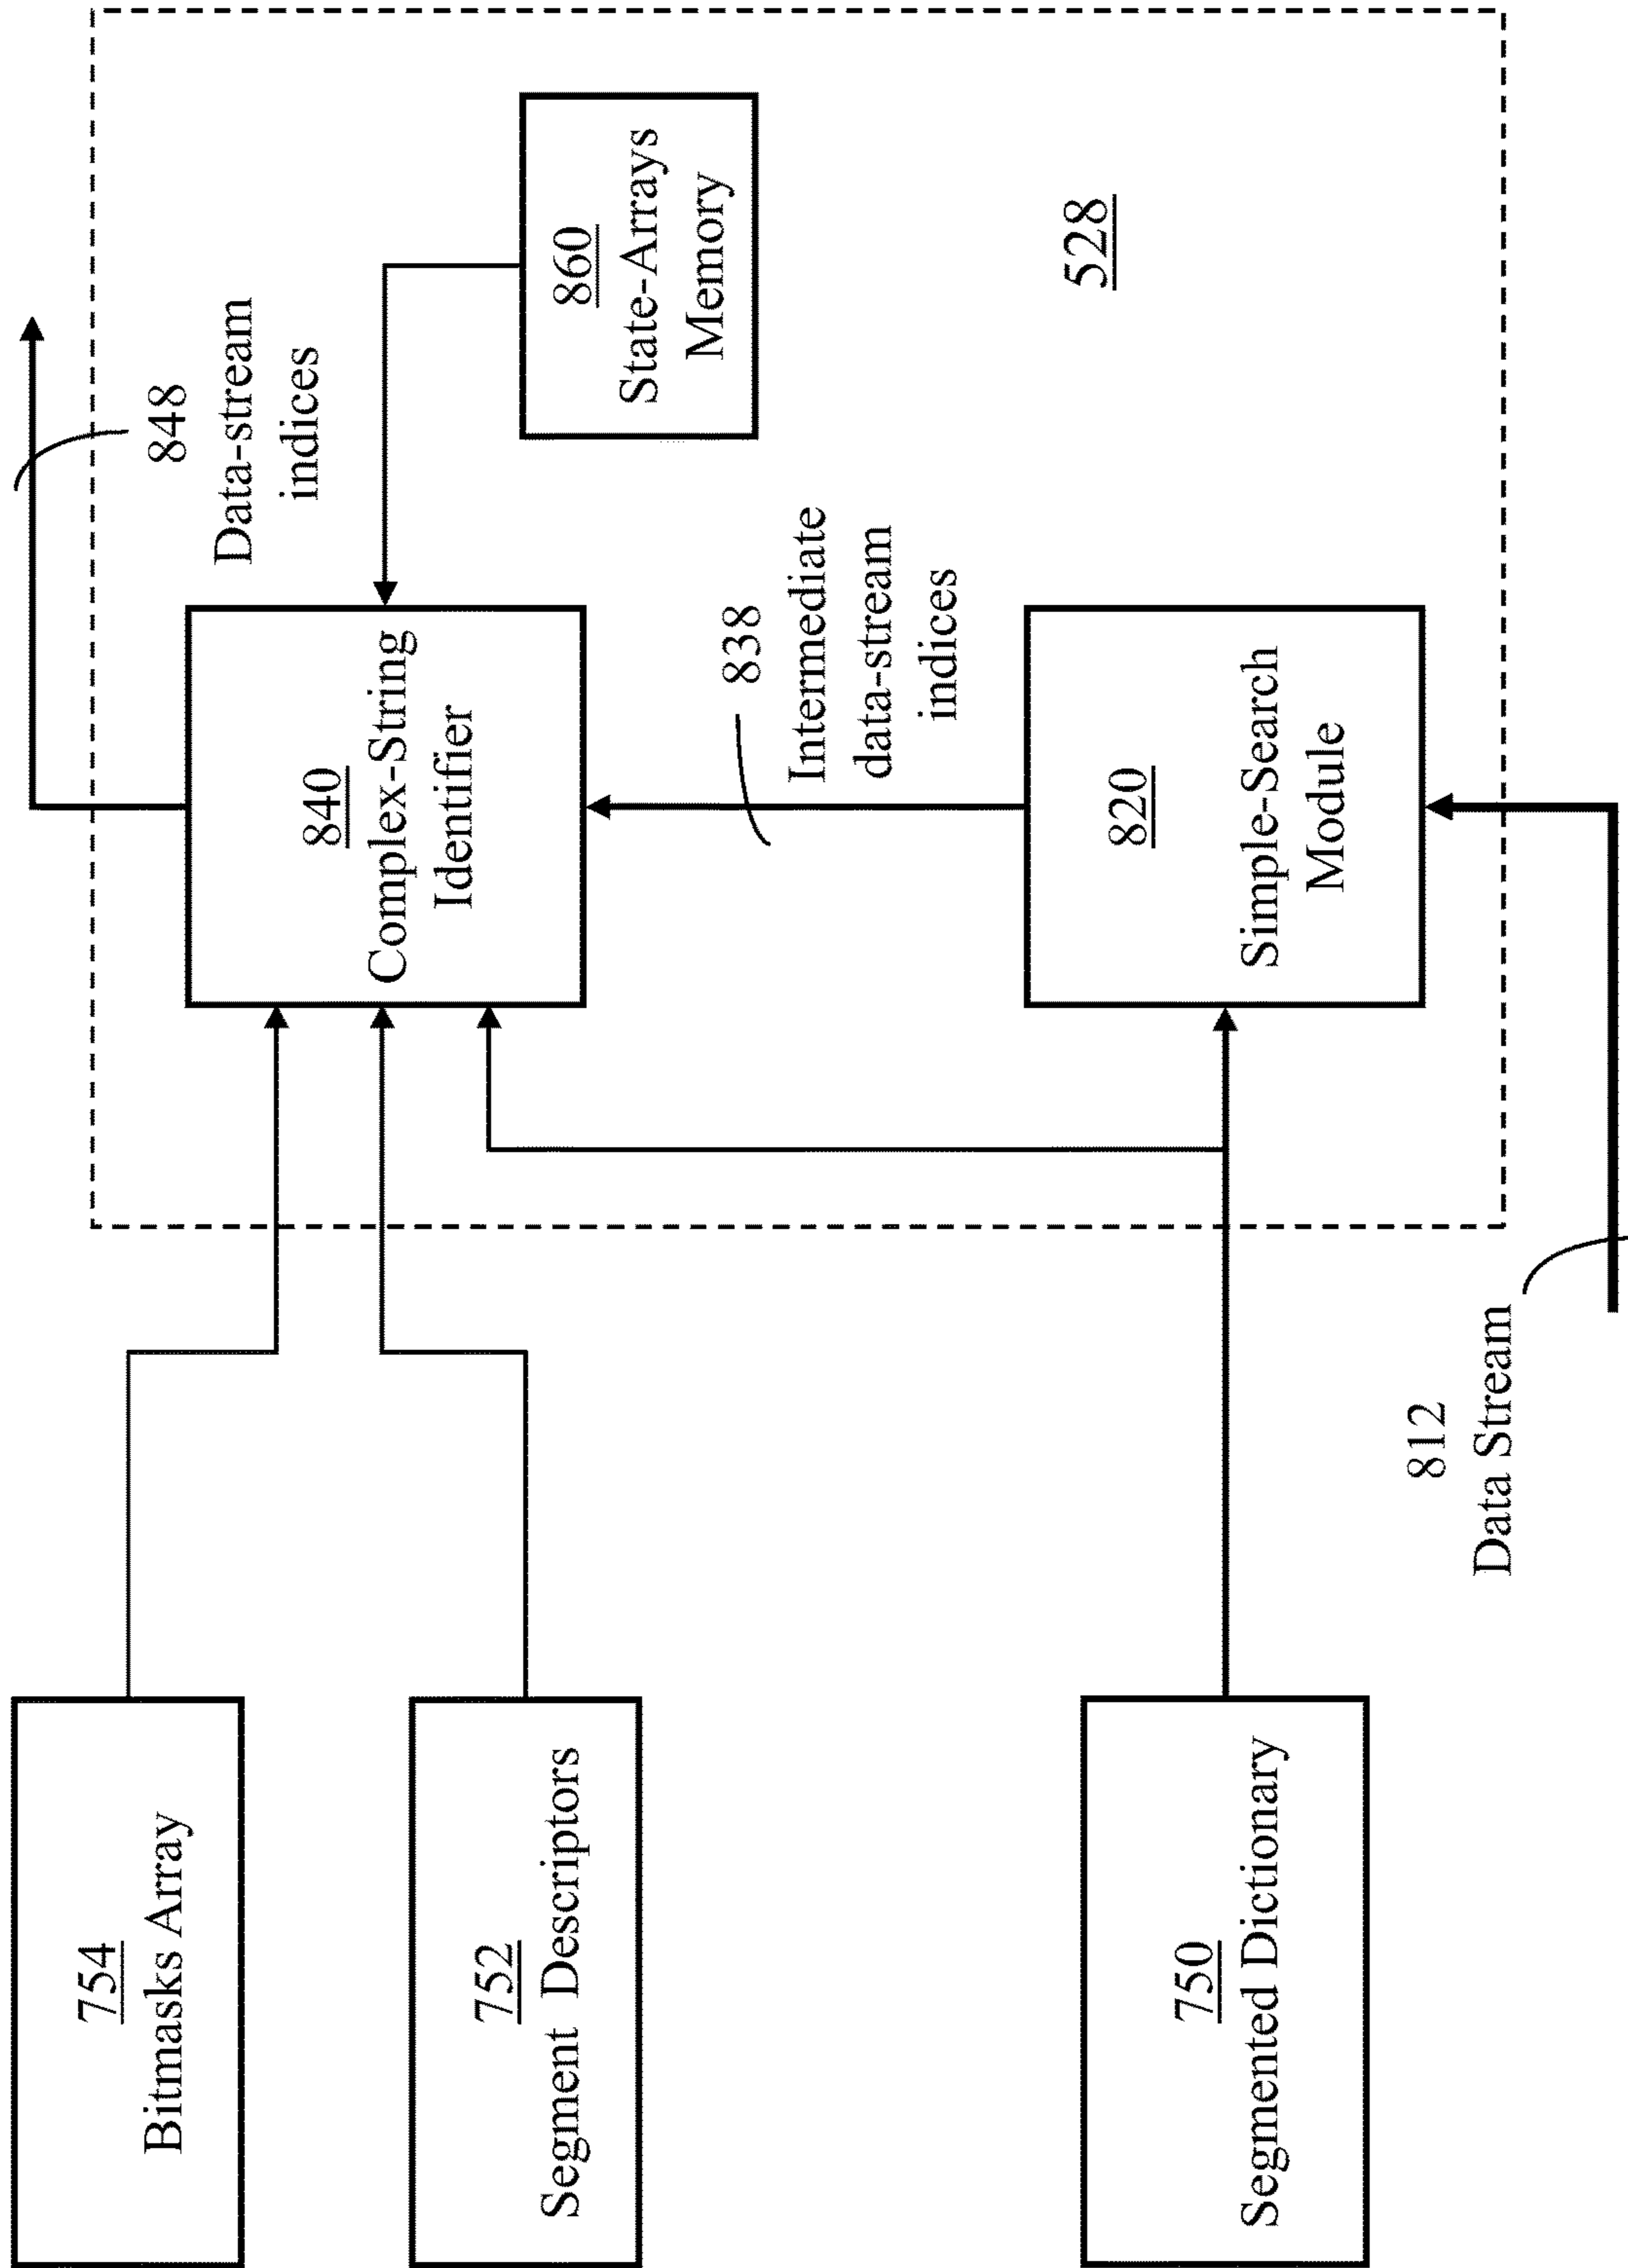 754
Bitmasks Array
752
Segment Descriptors
750
Segmented Dictionary
812
Data Stream
840
Complex-String
Identifier
838
Intermediate
data-stream
indices
820
Simple-Search
Module
848
Data-stream
indices
860
State-Arrays
Memory
528